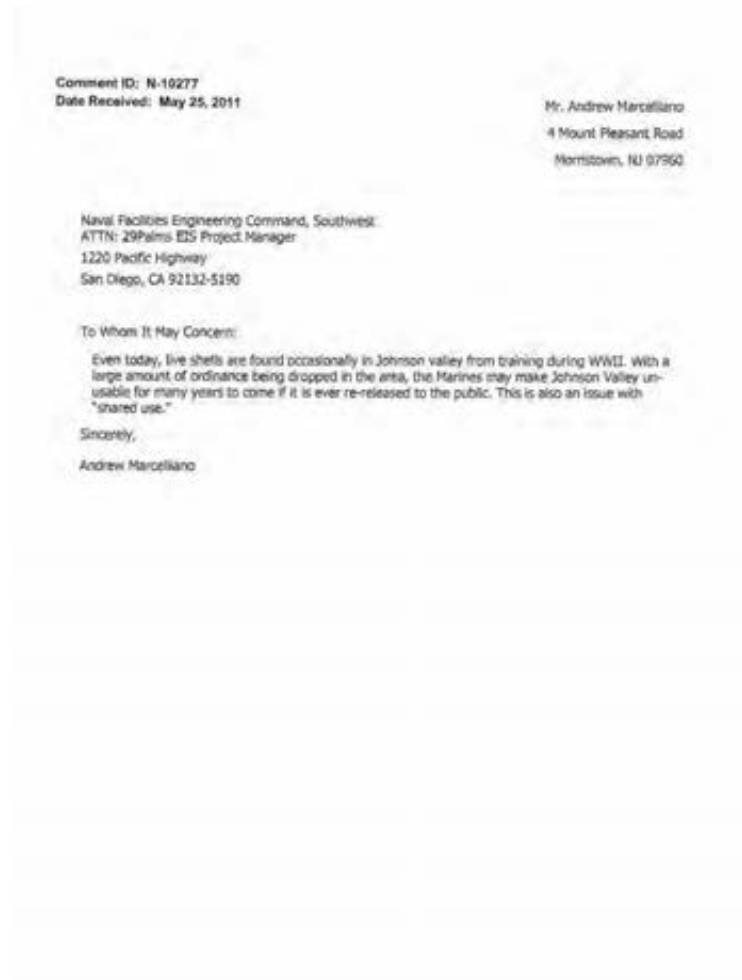 Comment ID: N-10277
Date Received: May 25, 2011
Mr. Andrew Marcelliano
4 Mount Pleasant Road
Morristown, NJ 07960
Naval Facilities Engineering Command, Southwest
ATTN: 29Palms EIS Project Manager
1220 Pacific Highway
San Diego, CA 92132-5190
To Whom It May Concern:
Even today, live shells are found occasionally in Johnson valley from training during WWII. With a
large amount of ordinance being dropped in the area, the Marines may make Johnson Valley un-
usable for many years to come if it is ever re-released to the public. This is also an issue with
"shared use."
Sincerely,
Andrew Marcelliano